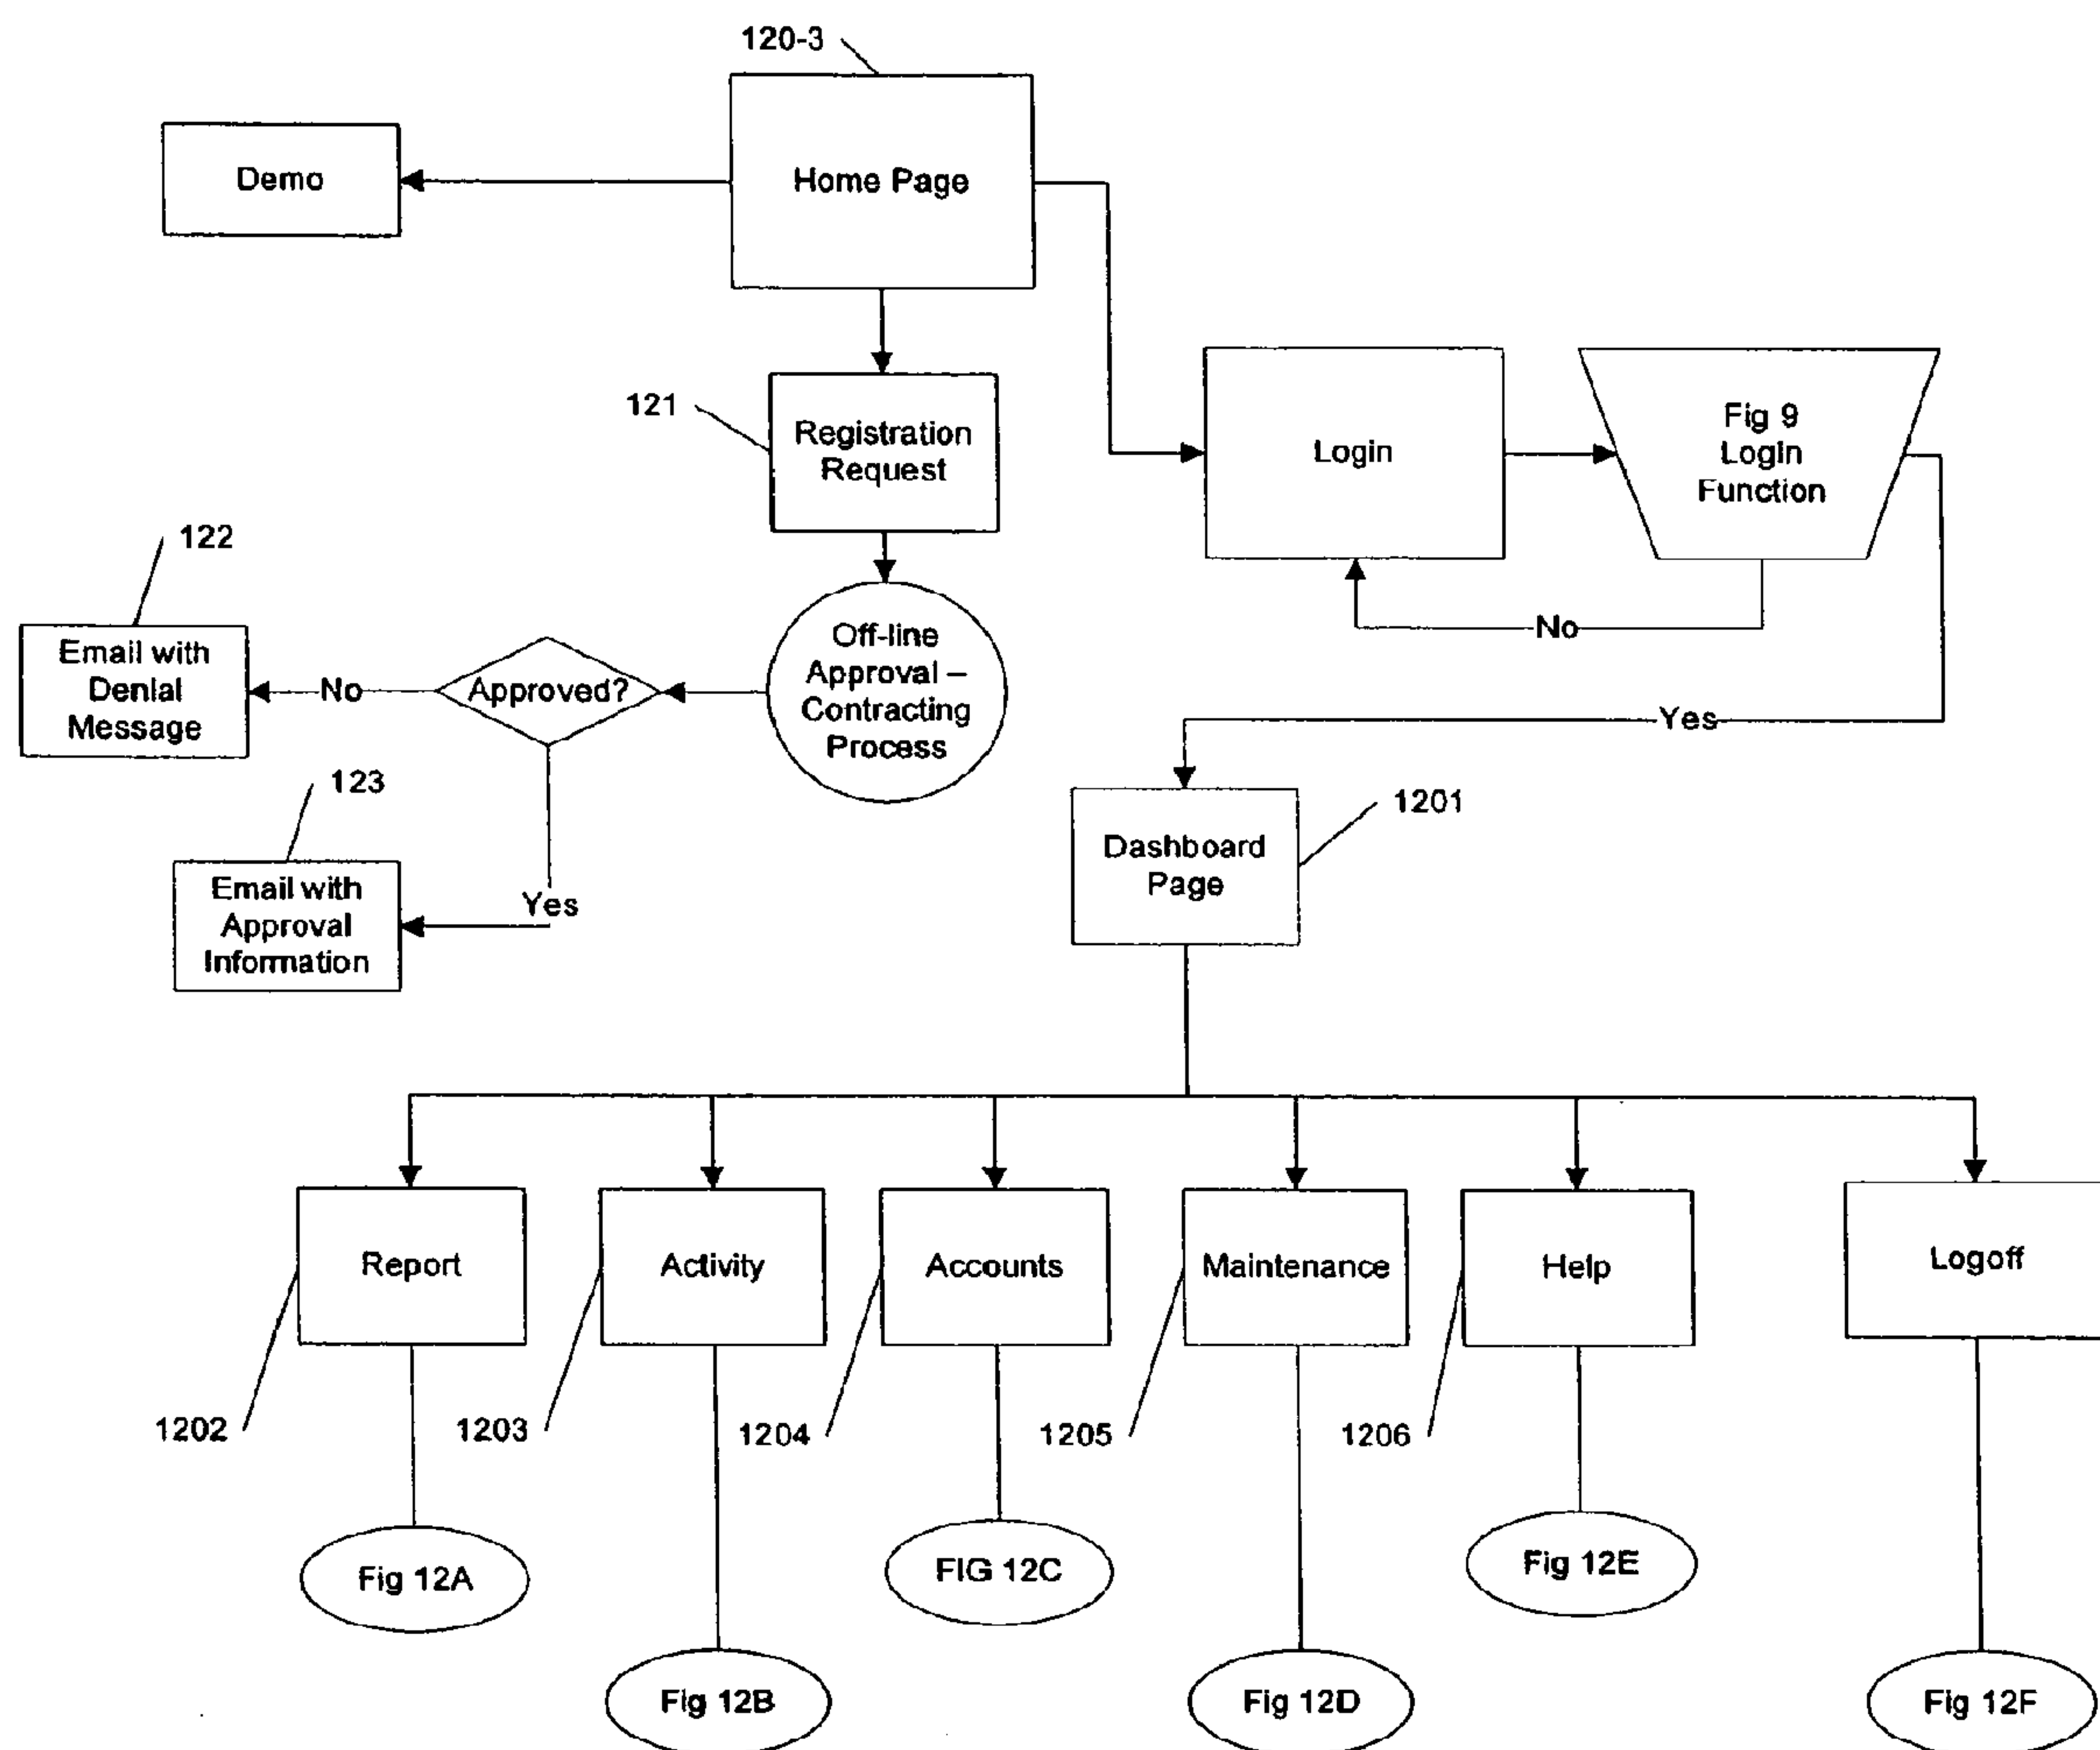 120-3
Demo
Home Page
121
Registration
Request
Login
Fig 9
Login
Function
122
Email with
Denial
Message
No
Approved?
Off-line
Approval –
Contracting
Process
No
Yes
123
Email with
Approval
Information
Yes
Dashboard
Page
1201
Report
Activity
Accounts
Maintenance
Help
Logoff
1202
1203
1204
1205
1206
Fig 12A
Fig 12B
FIG 12C
Fig 12D
Fig 12E
Fig 12F